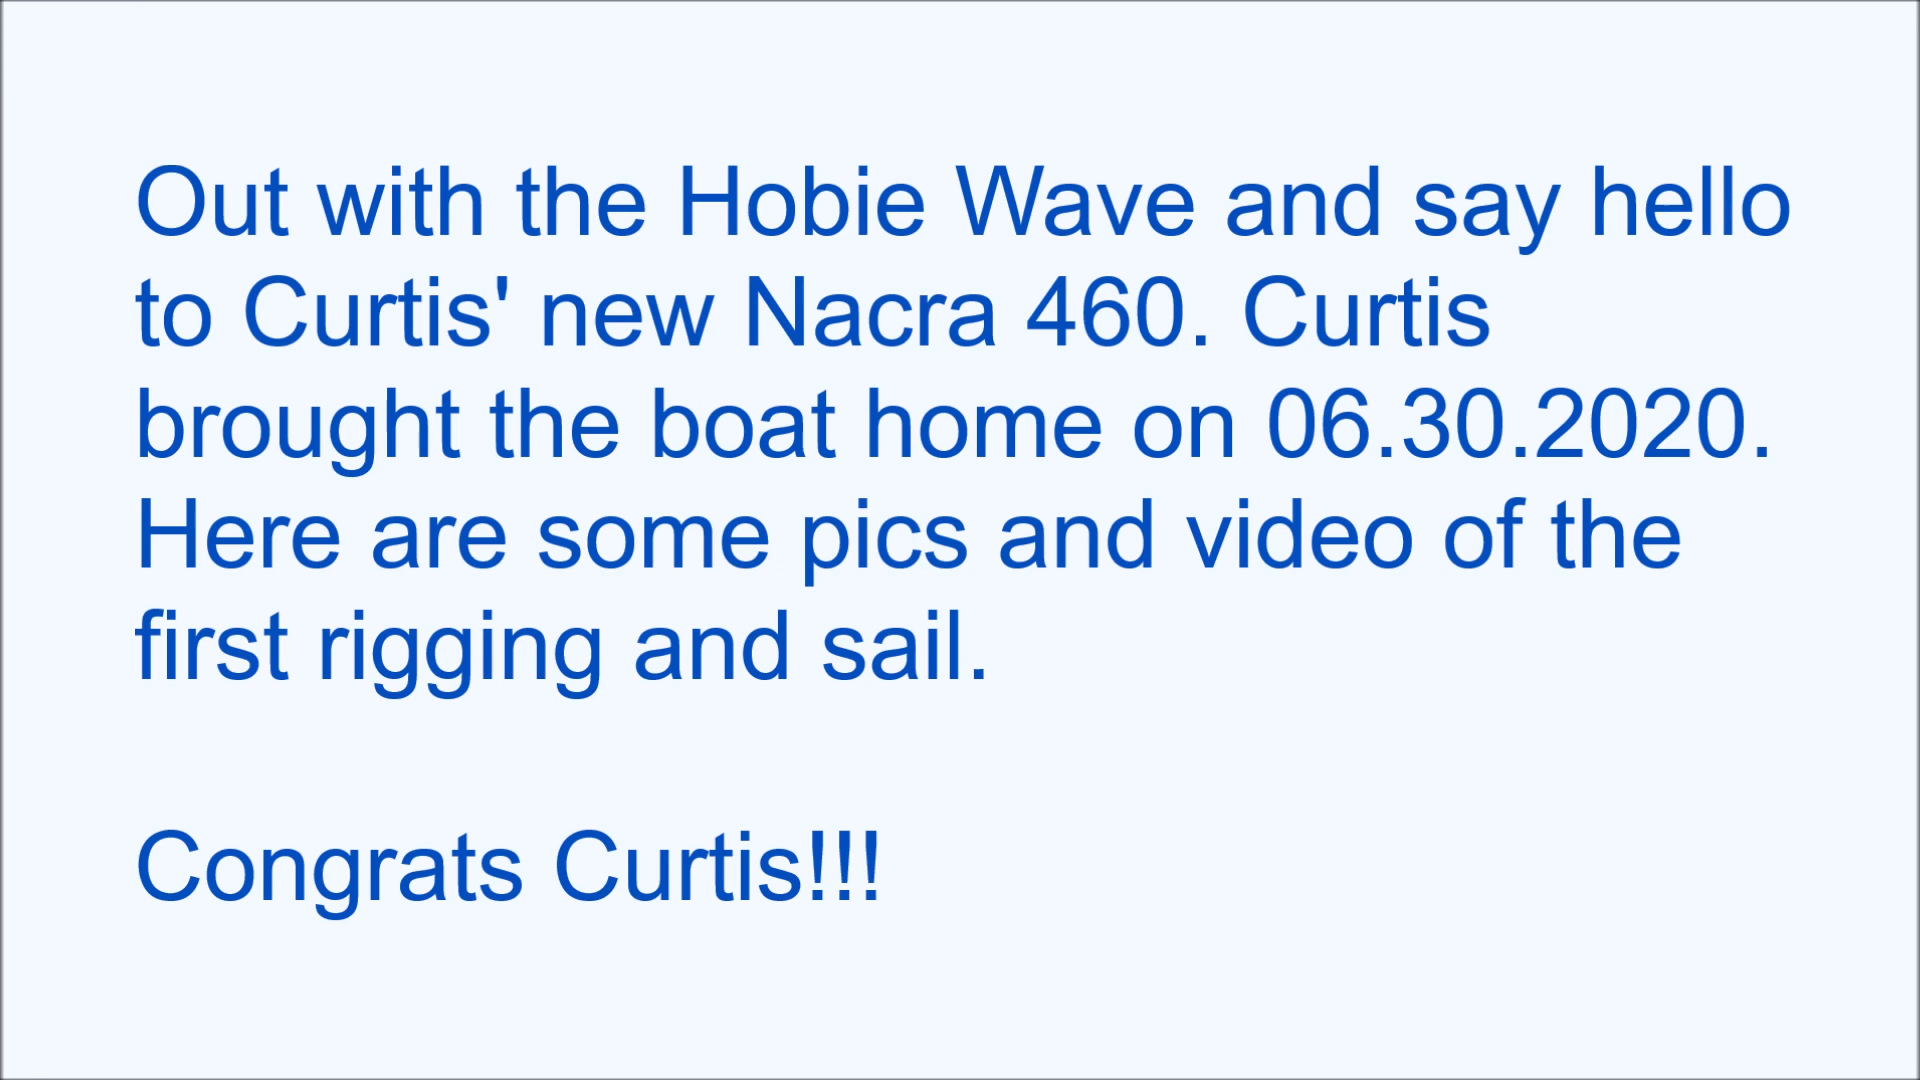 Out with the Hobie Wave and say hello
to Curtis' new Nacra 460. Curtis
brought the boat home on 06.30.2020.
Here are some pics and video of the
first rigging and sail.
Congrats Curtis!!!